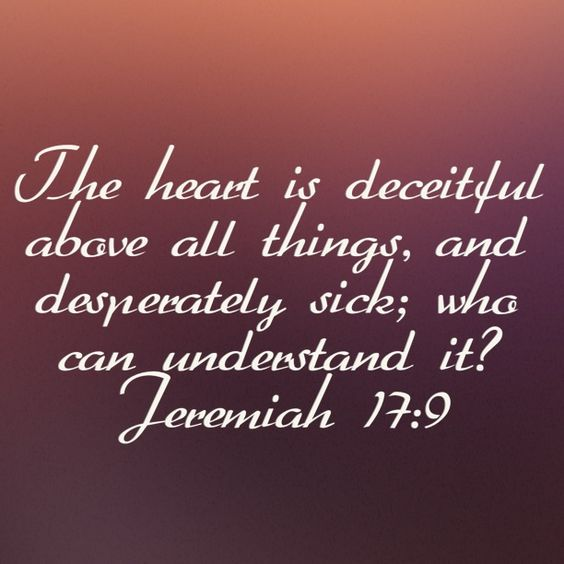 The heart is deceitful
above all things, and
desperately sick; who
can understand it?
Jeremiah 17:9